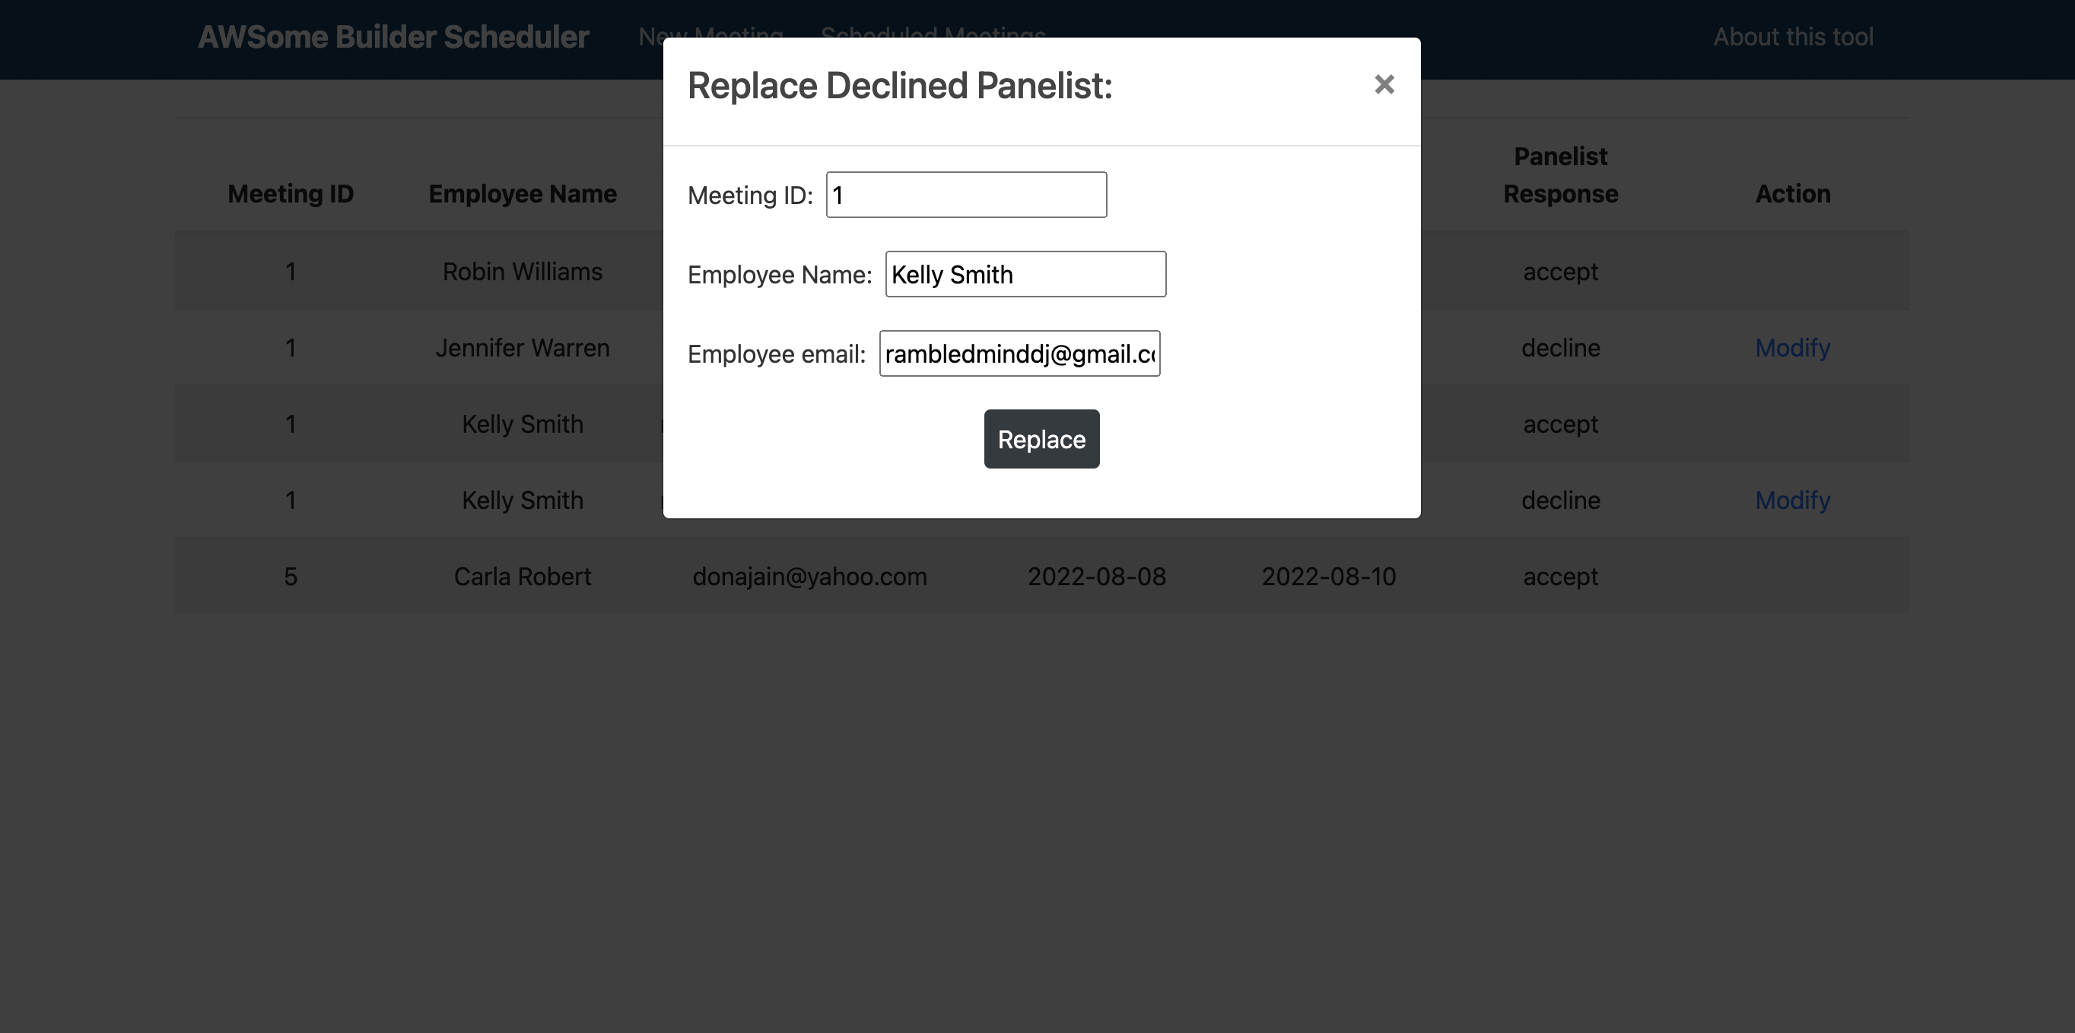 AWSome Builder Scheduler New Meeting Scheduled Meetings About this tool
Replace Declined Panelist: ×
Meeting ID: 1
Employee Name: Kelly Smith
Employee email: rambledminddj@gmail.co
Replace
Panelist
Meeting ID Employee Name Response Action
1 Robin Williams accept
1 Jennifer Warren decline Modify
1 Kelly Smith accept
1 Kelly Smith decline Modify
5 Carla Robert donajain@yahoo.com 2022-08-08 2022-08-10 accept